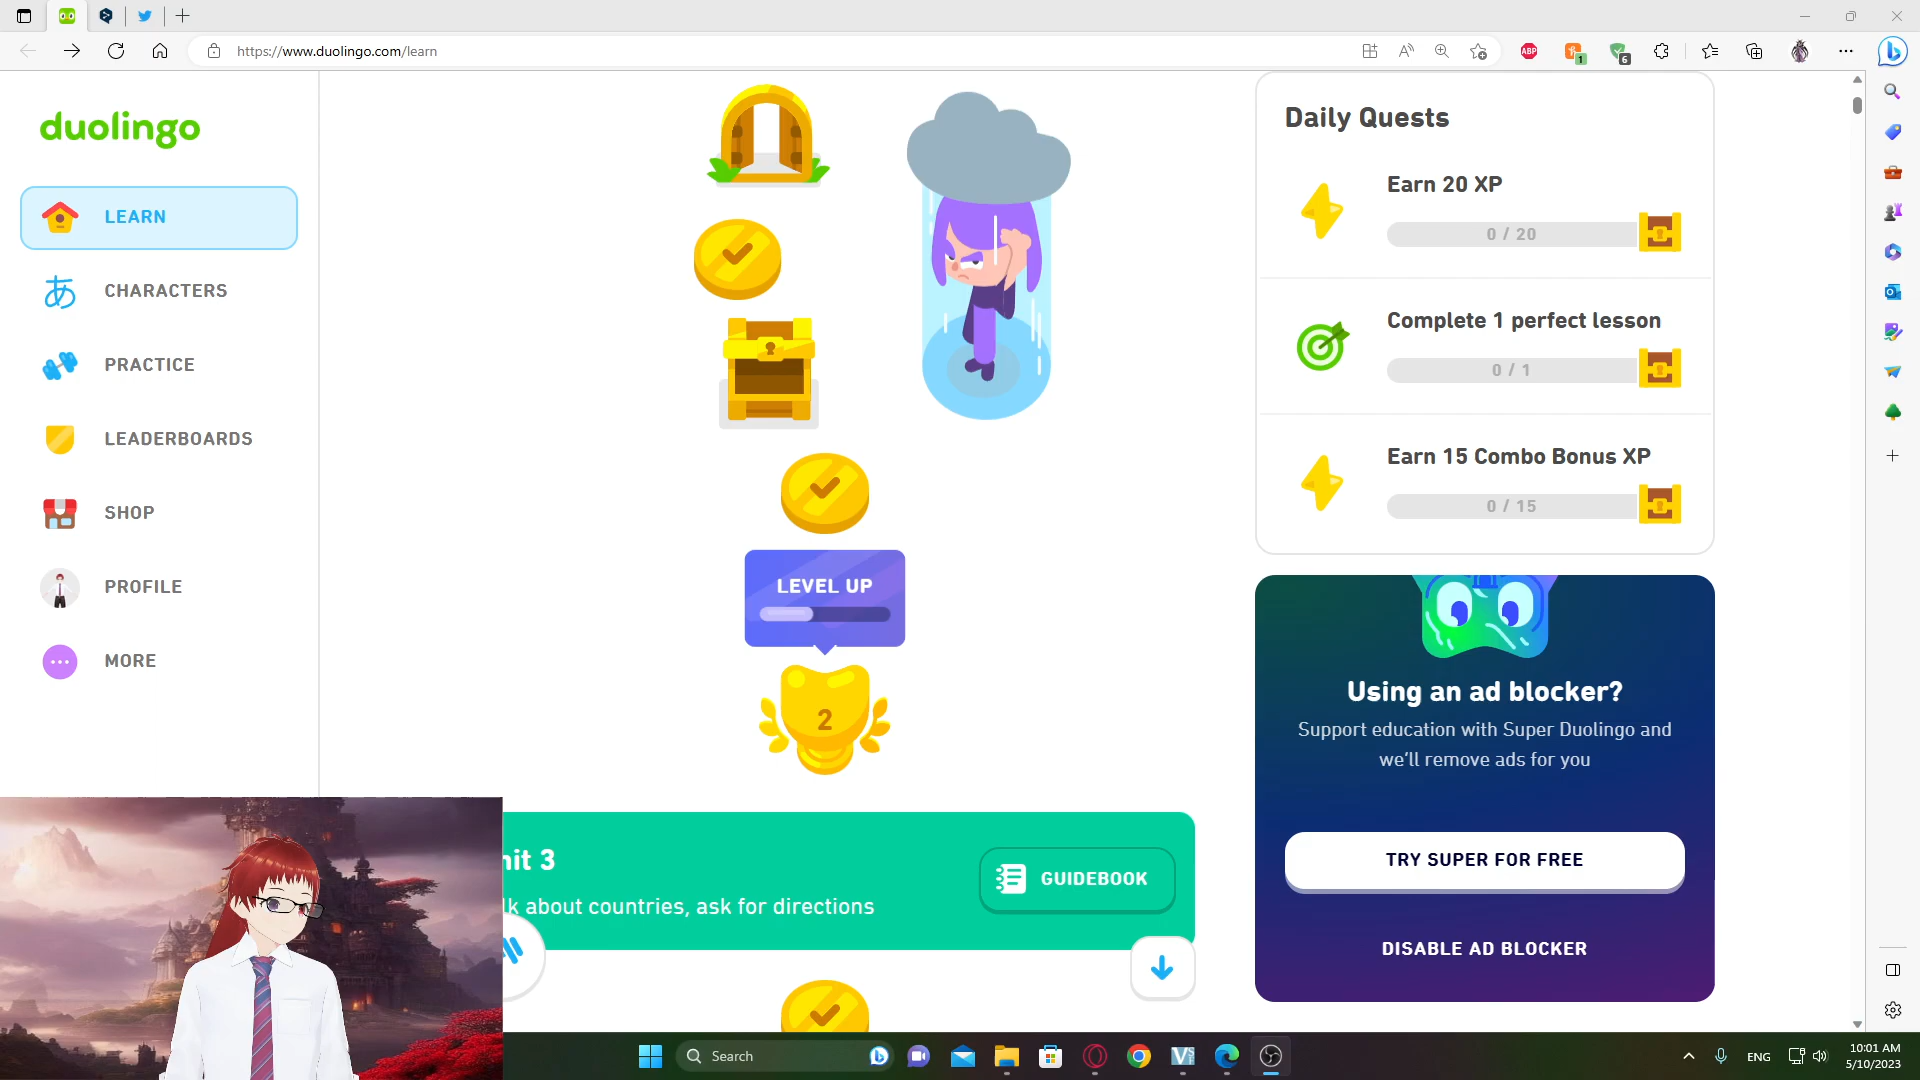 https://www.duolingo.com/learn
ABP
1
6
duolingo
LEARN
あ
CHARACTERS
PRACTICE
LEADERBOARDS
SHOP
PROFILE
MORE
LEVEL UP
2
nit 3
lk about countries, ask for directions
GUIDEBOOK
Daily Quests
Earn 20 XP
0 / 20
Complete 1 perfect lesson
0 / 1
Earn 15 Combo Bonus XP
0 / 15
Using an ad blocker?
Support education with Super Duolingo and
we'll remove ads for you
TRY SUPER FOR FREE
DISABLE AD BLOCKER
Search
ENG
10:01 AM
5/10/2023